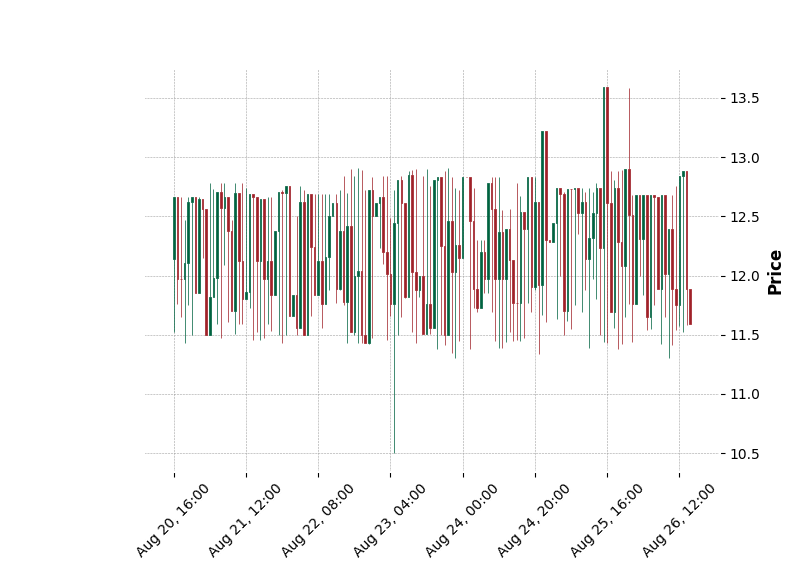 13.5
13.0
12.5
12.0
11.5
11.0
10.5
Price
Aug 20, 16:00
Aug 21, 12:00
Aug 22, 08:00
Aug 23, 04:00
Aug 24, 00:00
Aug 24, 20:00
Aug 25, 16:00
Aug 26, 12:00